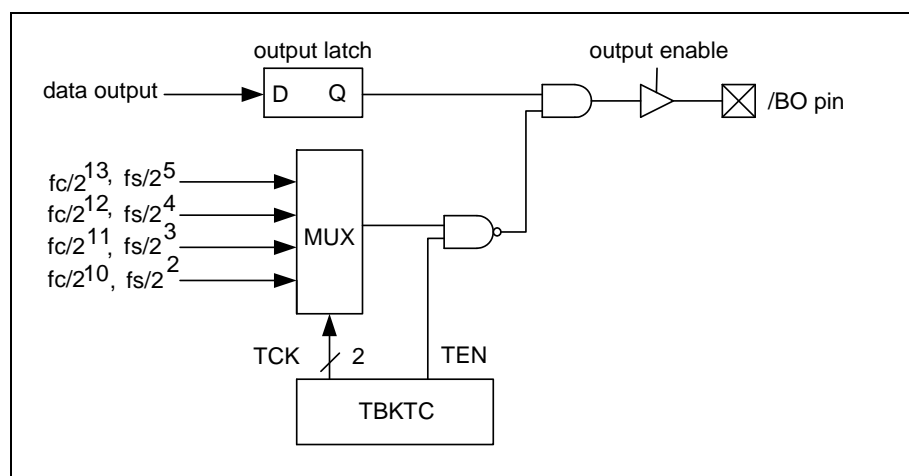 output latch
output enable
data output
D Q
/BO pin
fc/2^13, fs/2^5
fc/2^12, fs/2^4
fc/2^11, fs/2^3
fc/2^10, fs/2^2
MUX
TCK 2 TEN
TBKTC